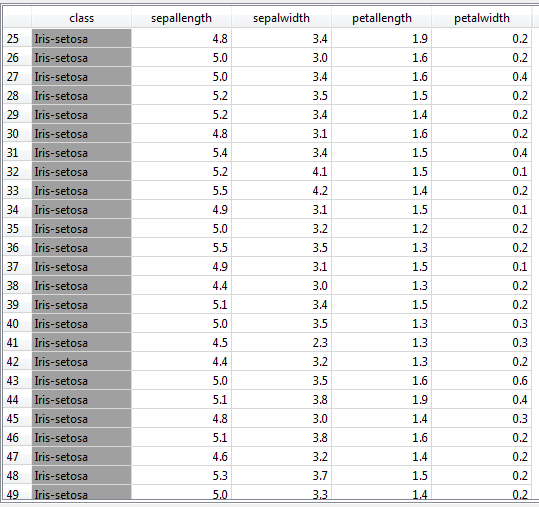 class sepallength sepalwidth petallength petalwidth
25 Iris-setosa 4.8 3.4 1.9 0.2
26 Iris-setosa 5.0 3.0 1.6 0.2
27 Iris-setosa 5.0 3.4 1.6 0.4
28 Iris-setosa 5.2 3.5 1.5 0.2
29 Iris-setosa 5.2 3.4 1.4 0.2
30 Iris-setosa 4.8 3.1 1.6 0.2
31 Iris-setosa 5.4 3.4 1.5 0.4
32 Iris-setosa 5.2 4.1 1.5 0.1
33 Iris-setosa 5.5 4.2 1.4 0.2
34 Iris-setosa 4.9 3.1 1.5 0.1
35 Iris-setosa 5.0 3.2 1.2 0.2
36 Iris-setosa 5.5 3.5 1.3 0.2
37 Iris-setosa 4.9 3.1 1.5 0.1
38 Iris-setosa 4.4 3.0 1.3 0.2
39 Iris-setosa 5.1 3.4 1.5 0.2
40 Iris-setosa 5.0 3.5 1.3 0.3
41 Iris-setosa 4.5 2.3 1.3 0.3
42 Iris-setosa 4.4 3.2 1.3 0.2
43 Iris-setosa 5.0 3.5 1.6 0.6
44 Iris-setosa 5.1 3.8 1.9 0.4
45 Iris-setosa 4.8 3.0 1.4 0.3
46 Iris-setosa 5.1 3.8 1.6 0.2
47 Iris-setosa 4.6 3.2 1.4 0.2
48 Iris-setosa 5.3 3.7 1.5 0.2
49 Iris-setosa 5.0 3.3 1.4 0.2